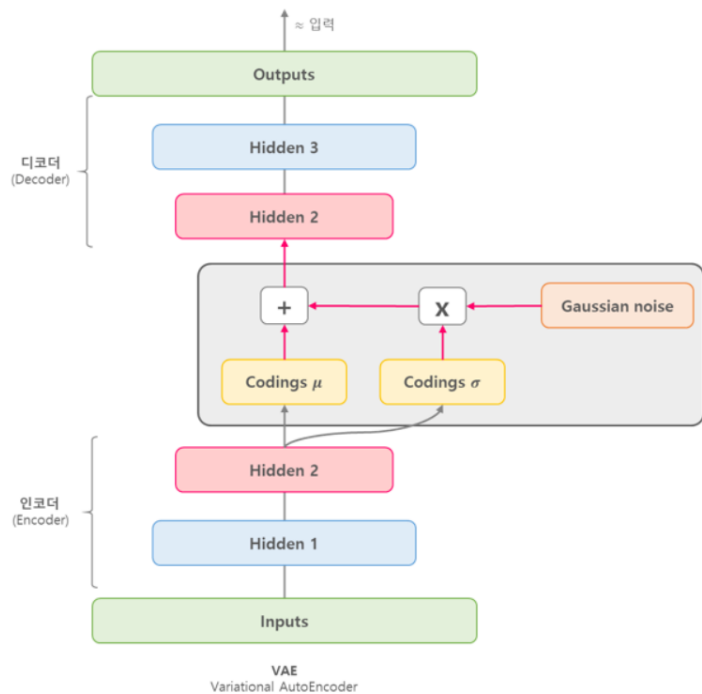 ≈ 입력
Outputs
Hidden 3
디코더
(Decoder)
Hidden 2
+
X
Gaussian noise
Codings μ
Codings σ
Hidden 2
인코더
(Encoder)
Hidden 1
Inputs
VAE
Variational AutoEncoder